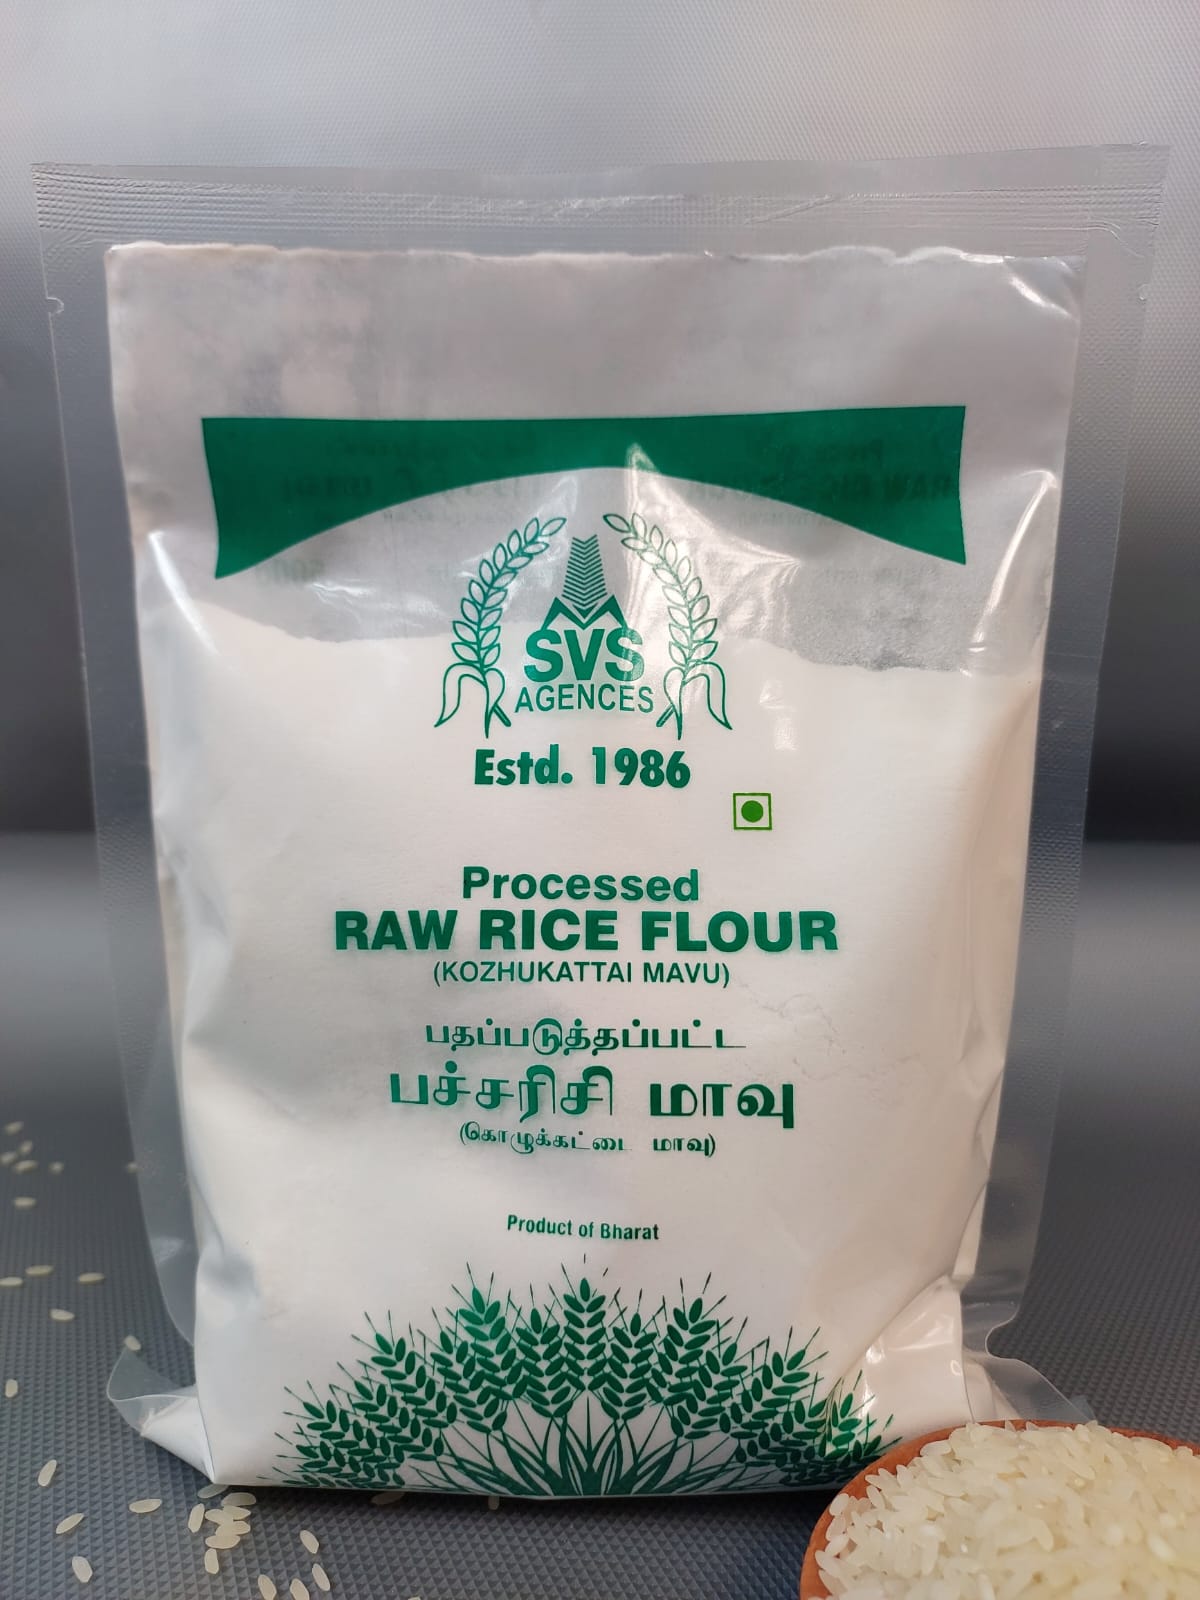 SVS
AGENCES
Estd. 1986
Processed
RAW RICE FLOUR
(KOZHUKATTAI MAVU)
பதப்படுத்தப்பட்ட
பச்சரிசி மாவு
(கொழுக்கட்டை மாவு)
Product of Bharat